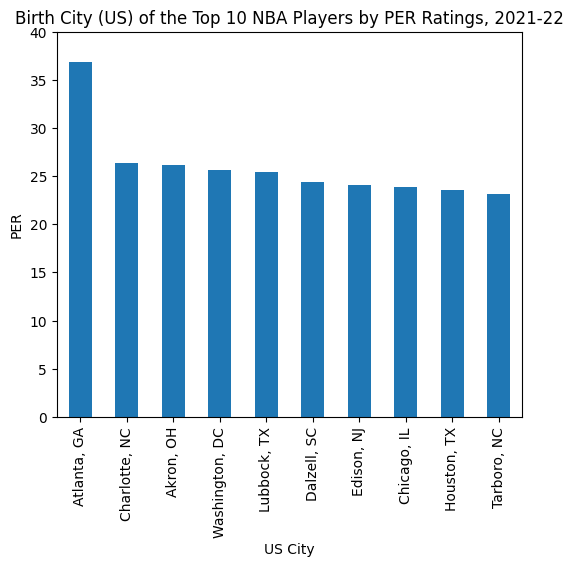 Birth City (US) of the Top 10 NBA Players by PER Ratings, 2021-22
40
35
30
25
20
15
10
5
0
PER
Atlanta, GA
Charlotte, NC
Akron, OH
Washington, DC
Lubbock, TX
Dalzell, SC
Edison, NJ
Chicago, IL
Houston, TX
Tarboro, NC
US City